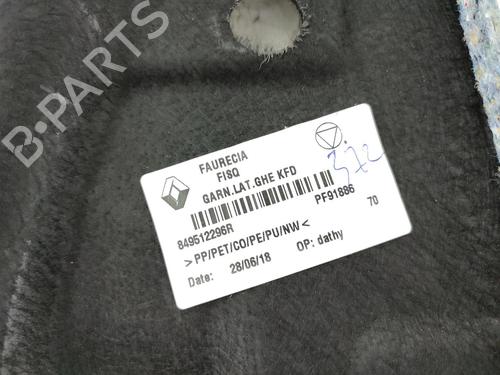 B-PARTS
FAURECIA
FISQ
GARN.LAT.GHE KFD
849512296R
PF91886
70
>PP/PET/CO/PE/PU/NW<
Date: 28/06/18 OP: dathy